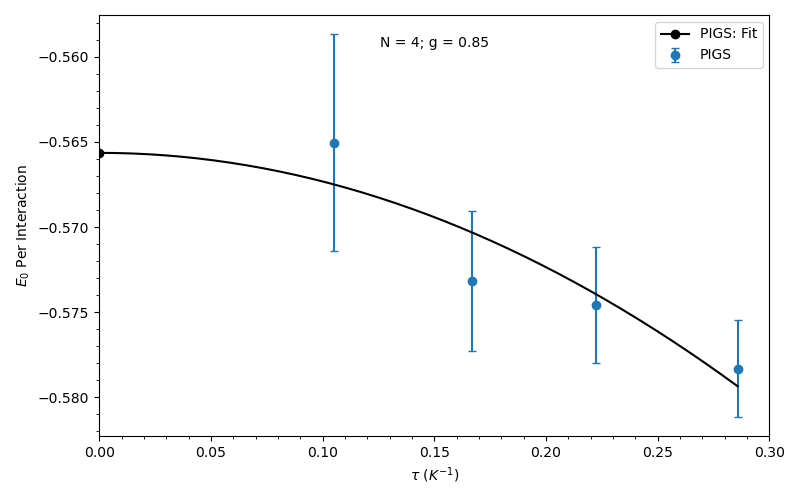 N = 4; g = 0.85
PIGS: Fit
PIGS
−0.560
−0.565
−0.570
−0.575
−0.580
E₀ Per Interaction
0.00 0.05 0.10 0.15 0.20 0.25 0.30
τ (K⁻¹)